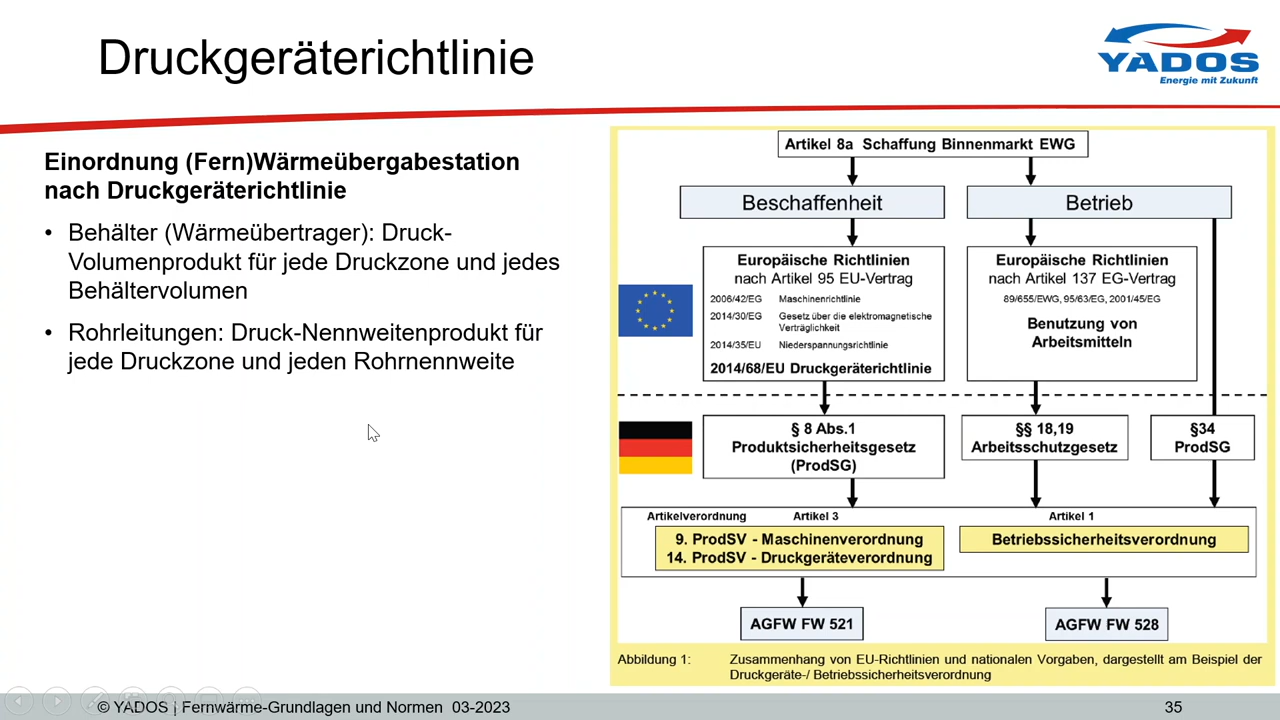 Druckgeräterichtlinie
YADOS
Energie mit Zukunft
Einordnung (Fern)Wärmeübergabestation
nach Druckgeräterichtlinie
• Behälter (Wärmeübertrager): Druck-
Volumenprodukt für jede Druckzone und jedes
Behältervolumen
• Rohrleitungen: Druck-Nennweitenprodukt für
jede Druckzone und jeden Rohrnennweite
Artikel 8a Schaffung Binnenmarkt EWG
Beschaffenheit
Betrieb
Europäische Richtlinien
nach Artikel 95 EU-Vertrag
2006/42/EG Maschinenrichtlinie
2014/30/EG Gesetz über die elektromagnetische
Verträglichkeit
2014/35/EU Niederspannungsrichtlinie
2014/68/EU Druckgeräterichtlinie
Europäische Richtlinien
nach Artikel 137 EG-Vertrag
89/655/EWG, 95/63/EG, 2001/45/EG
Benutzung von
Arbeitsmitteln
§ 8 Abs.1
Produktsicherheitsgesetz
(ProdSG)
§§ 18,19
Arbeitsschutzgesetz
§34
ProdSG
Artikelverordnung Artikel 3
9. ProdSV - Maschinenverordnung
14. ProdSV - Druckgeräteverordnung
Artikel 1
Betriebssicherheitsverordnung
AGFW FW 521
AGFW FW 528
Abbildung 1: Zusammenhang von EU-Richtlinien und nationalen Vorgaben, dargestellt am Beispiel der
Druckgeräte-/ Betriebssicherheitsverordnung
© YADOS | Fernwärme-Grundlagen und Normen 03-2023
35